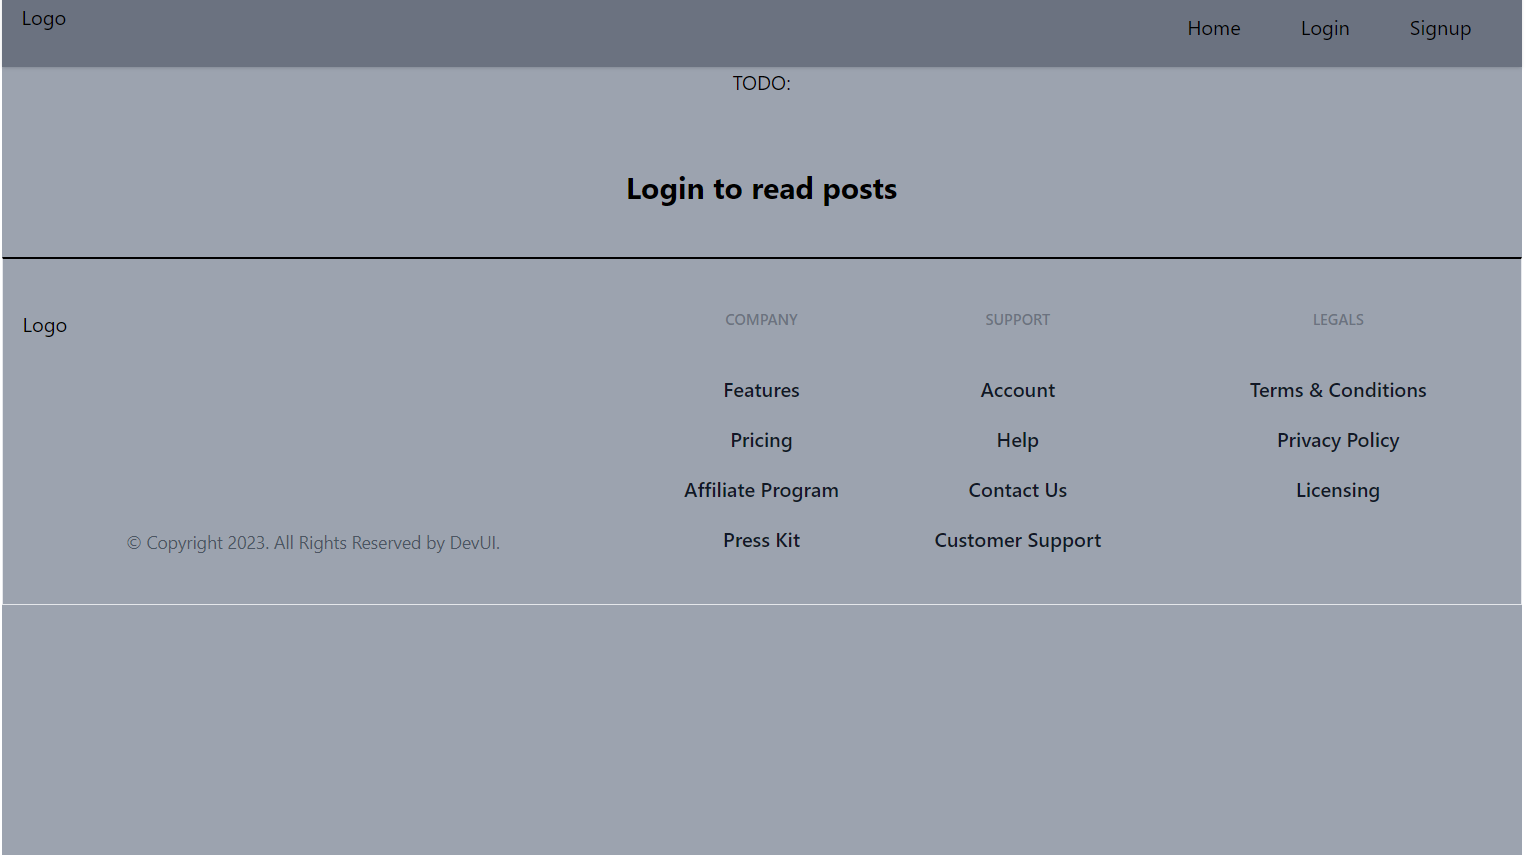 Logo
Home Login Signup
TODO:
Login to read posts
Logo
© Copyright 2023. All Rights Reserved by DevUI.
COMPANY
Features
Pricing
Affiliate Program
Press Kit
SUPPORT
Account
Help
Contact Us
Customer Support
LEGALS
Terms & Conditions
Privacy Policy
Licensing